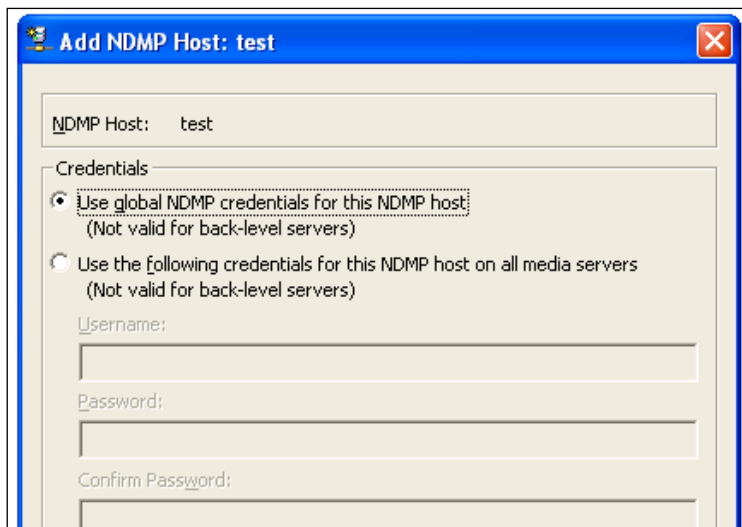 Add NDMP Host: test
NDMP Host: test
Credentials
Use global NDMP credentials for this NDMP host
(Not valid for back-level servers)
Use the following credentials for this NDMP host on all media servers
(Not valid for back-level servers)
Username:
Password:
Confirm Password: